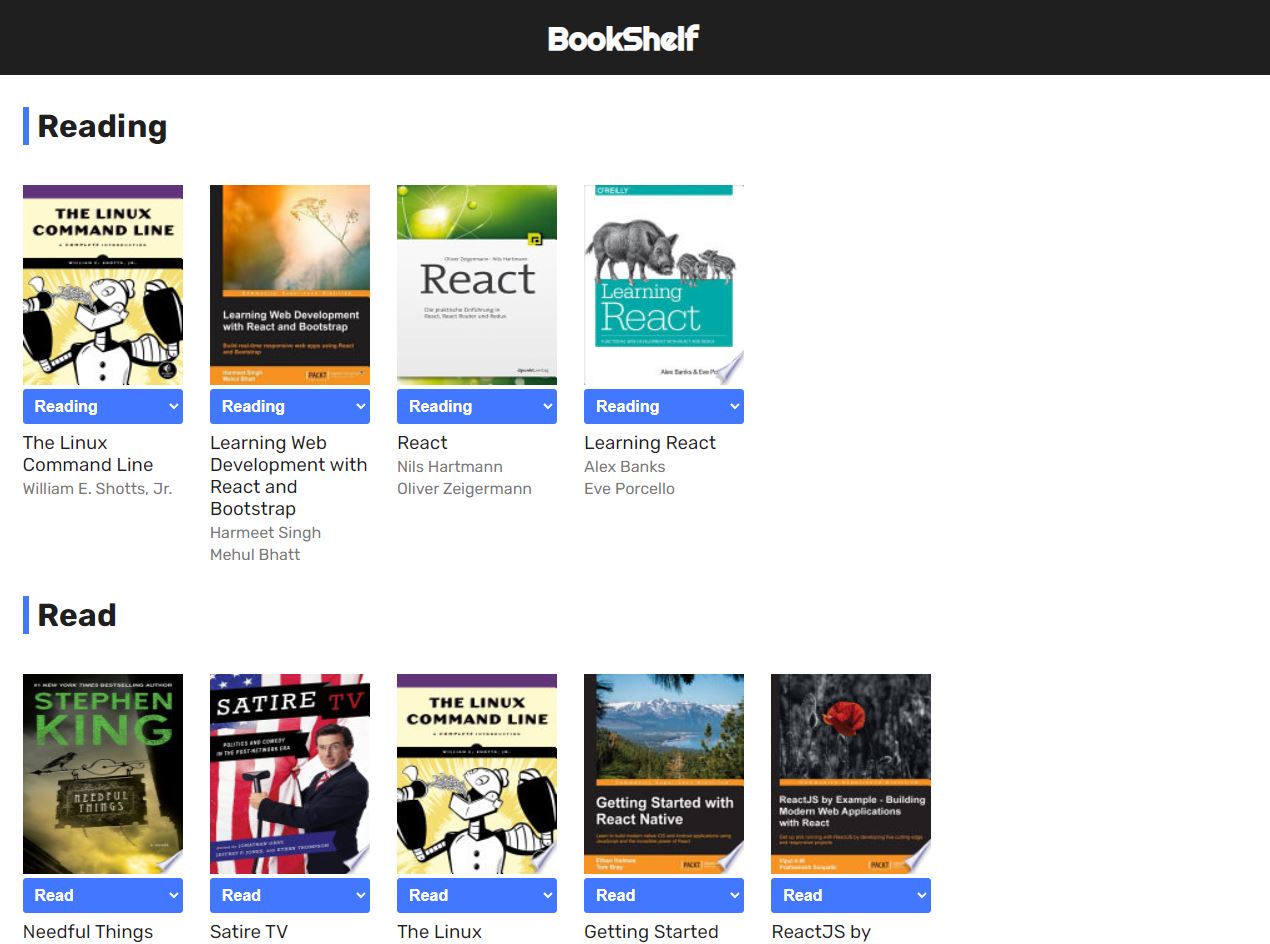 BookShelf
Reading
THE LINUX
COMMAND LINE
A COMPLETE INTRODUCTION
WILLIAM E. SHOTTS, JR.
Community Experience Distilled
Learning Web Development
with React and Bootstrap
Build real-time responsive web apps using React
and Bootstrap
Harmeet Singh
Mehul Bhatt
PACKT
Oliver Zeigermann · Nils Hartmann
React
Die praktische Einführung in
React, React Router und Redux
dpunkt.verlag
O'REILLY
Learning
React
FUNCTIONAL WEB DEVELOPMENT WITH REACT AND REDUX
Alex Banks & Eve
Reading
Reading
Reading
Reading
The Linux
Command Line
William E. Shotts, Jr.
Learning Web
Development with
React and
Bootstrap
Harmeet Singh
Mehul Bhatt
React
Nils Hartmann
Oliver Zeigermann
Learning React
Alex Banks
Eve Porcello
Read
#1 NEW YORK TIMES BESTSELLING AUTHOR
STEPHEN
KING
NEEDFUL
THINGS
SATIRE TV
POLITICS AND COMEDY
IN THE POST-NETWORK ERA
Edited by JONATHAN GRAY,
JEFFREY P. JONES, AND ETHAN THOMPSON
THE LINUX
COMMAND LINE
A COMPLETE INTRODUCTION
WILLIAM E. SHOTTS, JR.
Community Experience Distilled
Getting Started with
React Native
Learn to build modern native iOS and Android applications using
JavaScript and the incredible power of React
Ethan Holmes
Tom Bray
PACKT
ReactJS by Example - Building
Modern Web Applications
with React
Get up and running with ReactJS by developing five cutting-edge
and responsive projects
Vipul A M
Prathamesh Sonpatki
PACKT
Read
Read
Read
Read
Read
Needful Things
Satire TV
The Linux
Getting Started
ReactJS by